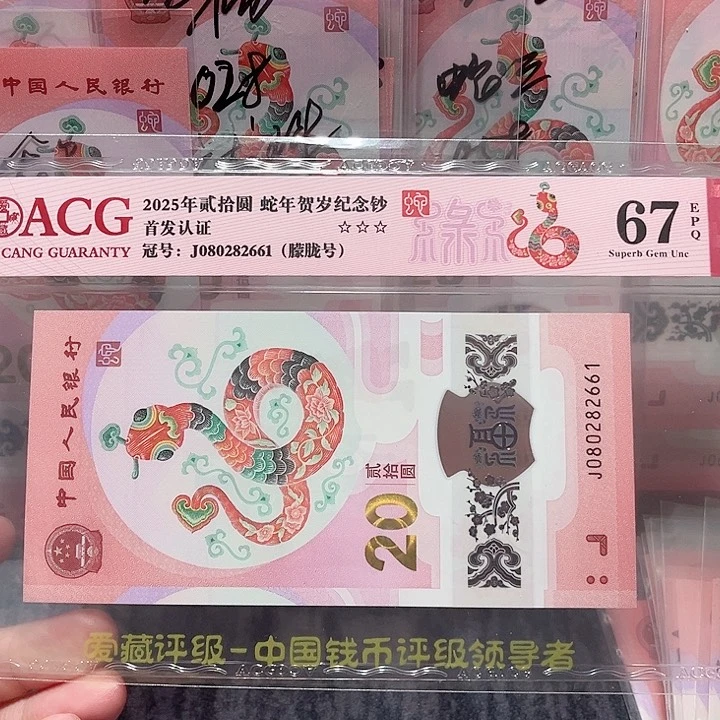 中国人民银行
028
ACG
CANG GUARANTY
2025年贰拾圆 蛇年贺岁纪念钞
首发认证 ☆☆☆
冠号：J080282661（朦胧号）
67
EPQ
Superb Gem Unc
中国人民银行
贰拾圆
20
J080282661
爱藏评级-中国钱币评级领导者